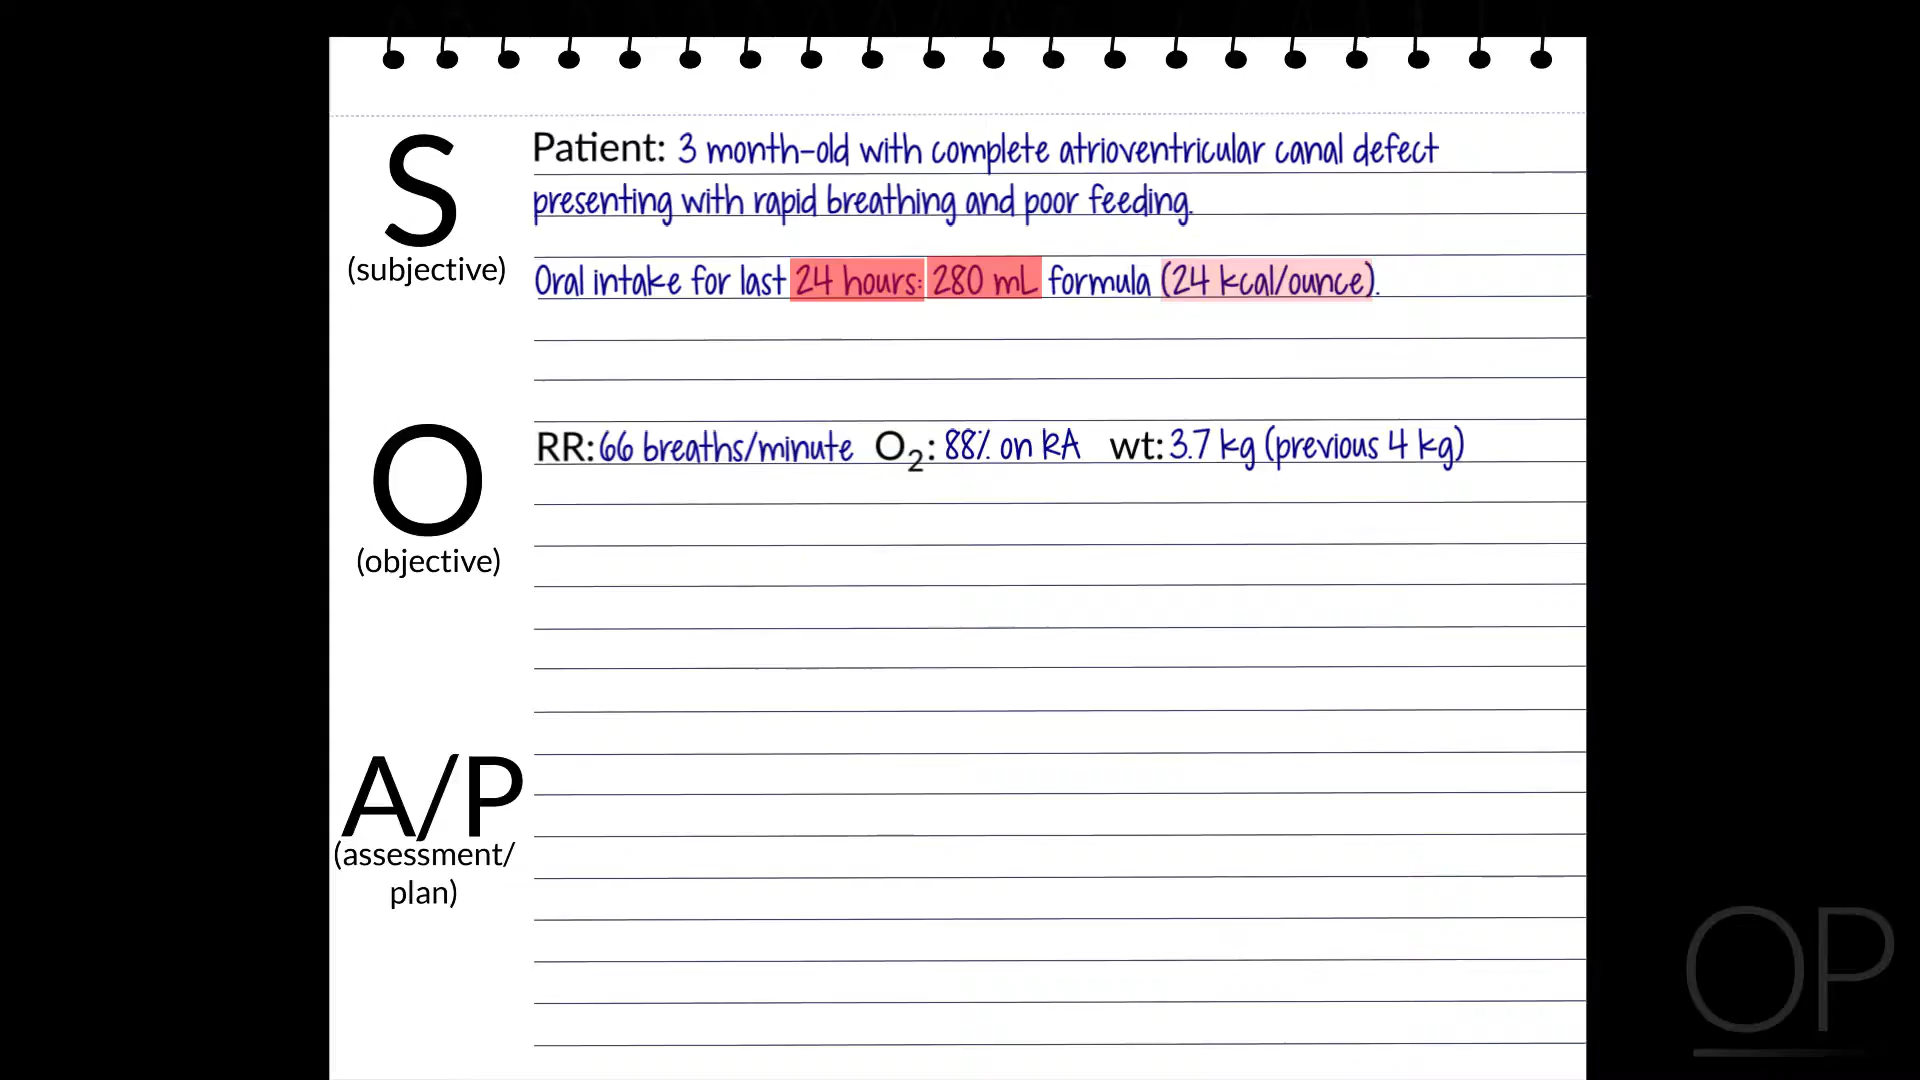 S
(subjective)
Patient: 3 month-old with complete atrioventricular canal defect
presenting with rapid breathing and poor feeding.
Oral intake for last 24 hours: 280 mL formula (24 kcal/ounce).
O
(objective)
RR: 66 breaths/minute O₂: 88% on RA wt: 3.7 kg (previous 4 kg)
A/P
(assessment/
plan)
OP